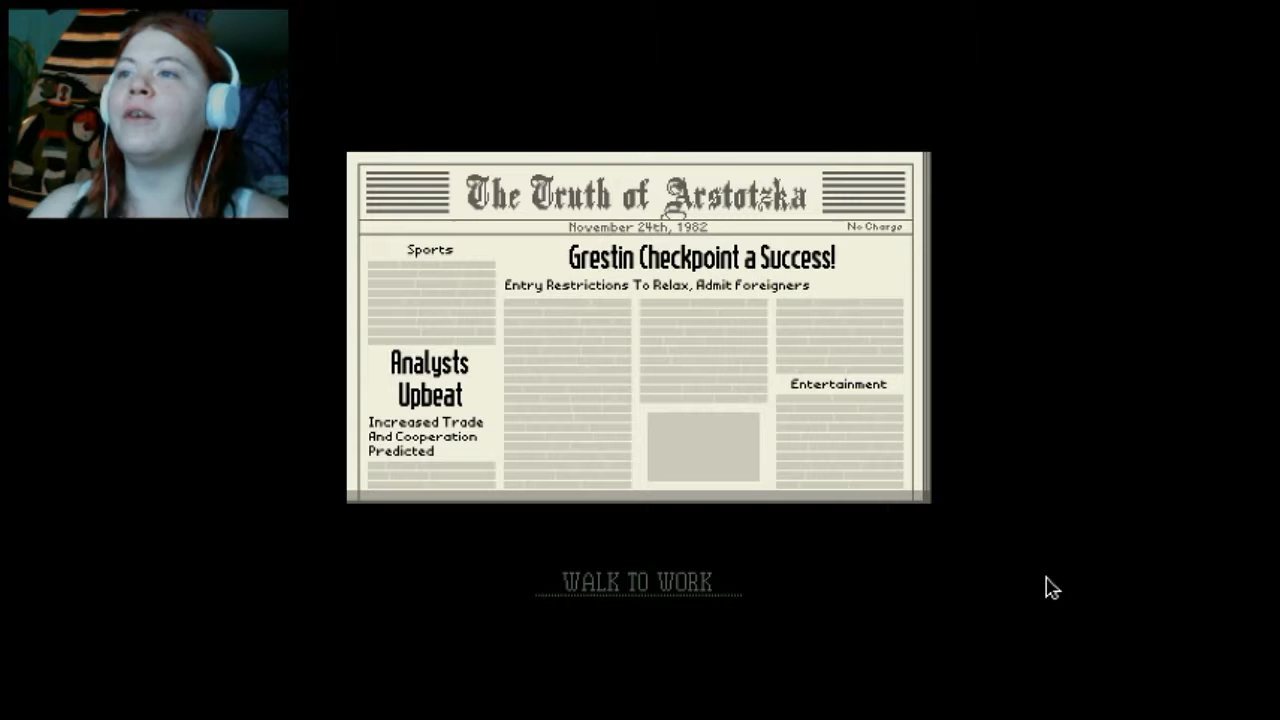 The Truth of Arstotzka
November 24th, 1982
No Charge
Sports
Analysts
Upbeat
Increased Trade
And Cooperation
Predicted
Grestin Checkpoint a Success!
Entry Restrictions To Relax, Admit Foreigners
Entertainment
WALK TO WORK